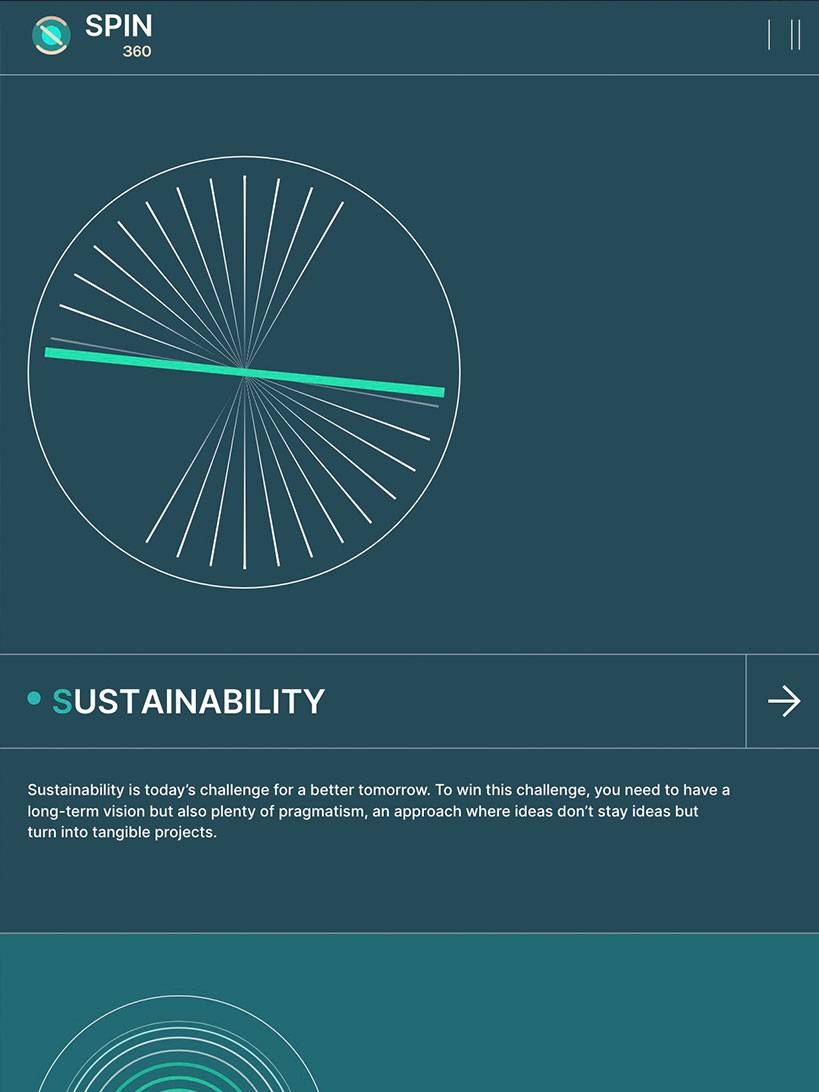 SPIN
360
SUSTAINABILITY
Sustainability is today’s challenge for a better tomorrow. To win this challenge, you need to have a
long-term vision but also plenty of pragmatism, an approach where ideas don’t stay ideas but
turn into tangible projects.